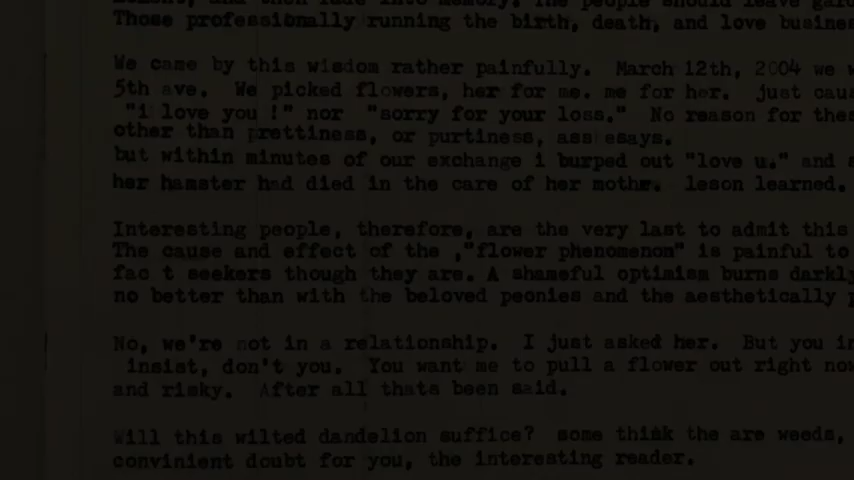 Those professionally running the birth, death, and love
We came by this wisdom rather painfully. March 12th, 2004 we
5th ave. We picked flowers, her for me. me for her. just
"i love you !" nor "sorry for your loss." No reason for
other than prettiness, or purtiness, ass esays.
but within minutes of our exchange i burped out "love u." and
her hamster had died in the care of her mothr. leson learned.
Interesting people, therefore, are the very last to admit this
The cause and effect of the ,"flower phenomenon" is painful to
fac t seekers though they are. A shameful optimism burns
no better than with the beloved peonies and the aesthetically
No, we're not in a relationship. I just asked her. But you
insist, don't you. You want me to pull a flower out right
and risky. After all thats been said.
Will this wilted dandelion suffice? some think the are weeds,
convinient doubt for you, the interesting reader.